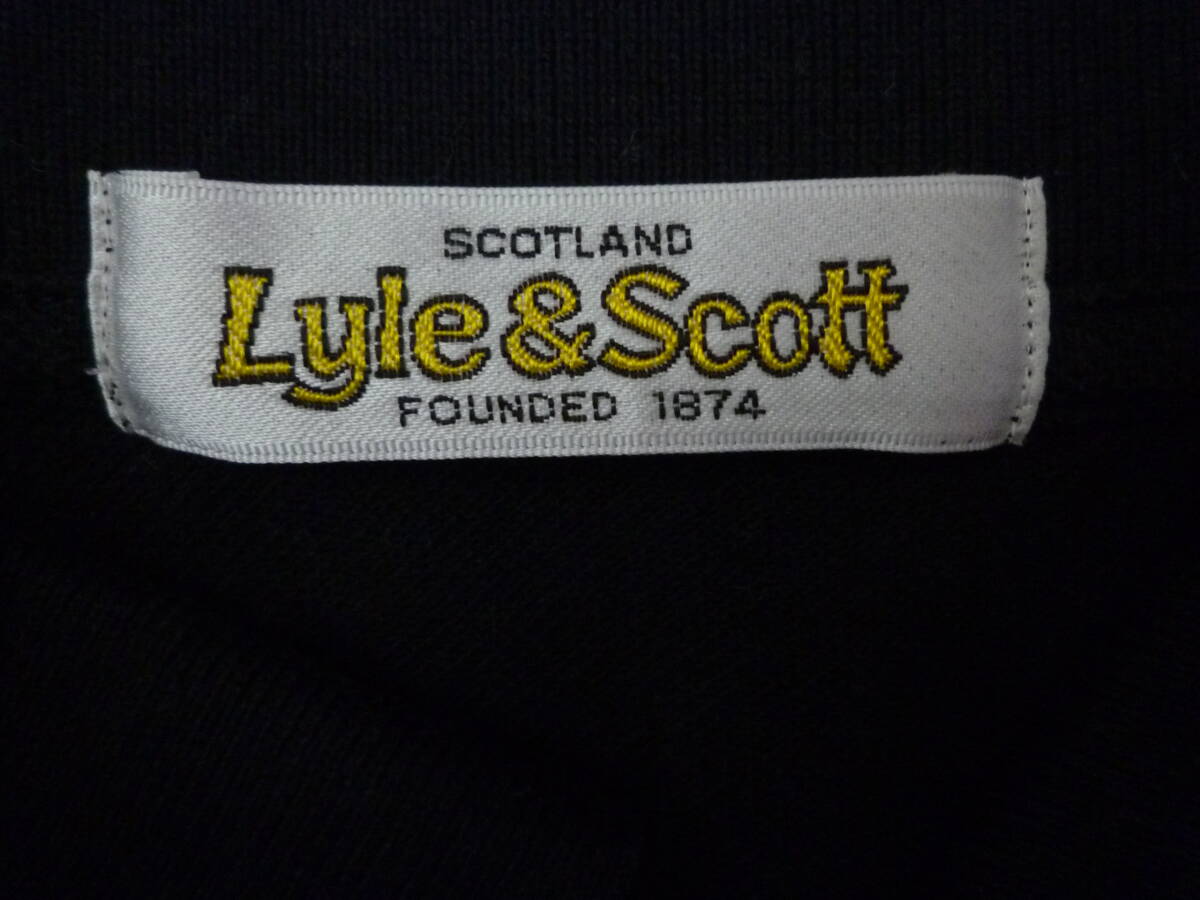 SCOTLAND
Lyle & Scott
FOUNDED 1874